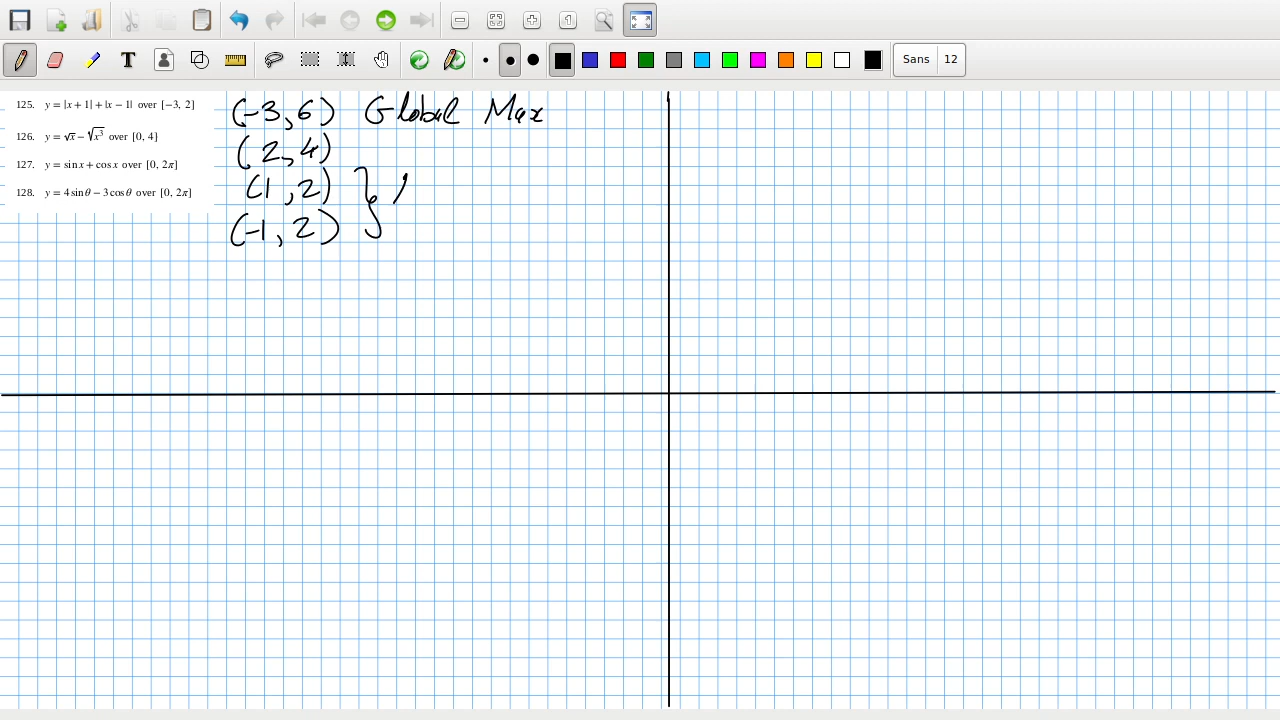 Sans 12
125. y = |x + 1| + |x − 1| over [−3, 2]
126. y = √x − √x³ over [0, 4]
127. y = sin x + cos x over [0, 2π]
128. y = 4 sin θ − 3 cos θ over [0, 2π]
(-3, 6) Global Max
(2, 4)
(1, 2) }
(-1, 2)